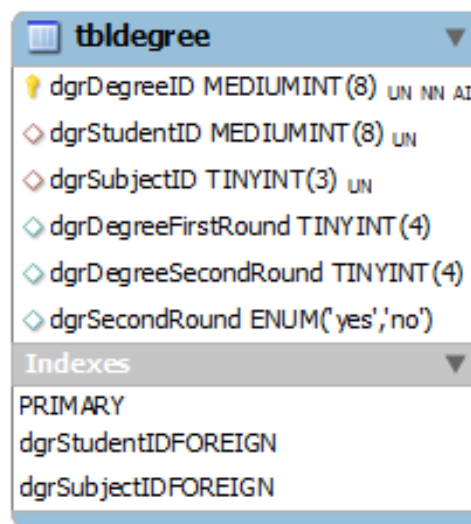 tbldegree
dgrDegreeID MEDIUMINT(8) UN NN AI
dgrStudentID MEDIUMINT(8) UN
dgrSubjectID TINYINT(3) UN
dgrDegreeFirstRound TINYINT(4)
dgrDegreeSecondRound TINYINT(4)
dgrSecondRound ENUM('yes','no')
Indexes
PRIMARY
dgrStudentIDFOREIGN
dgrSubjectIDFOREIGN